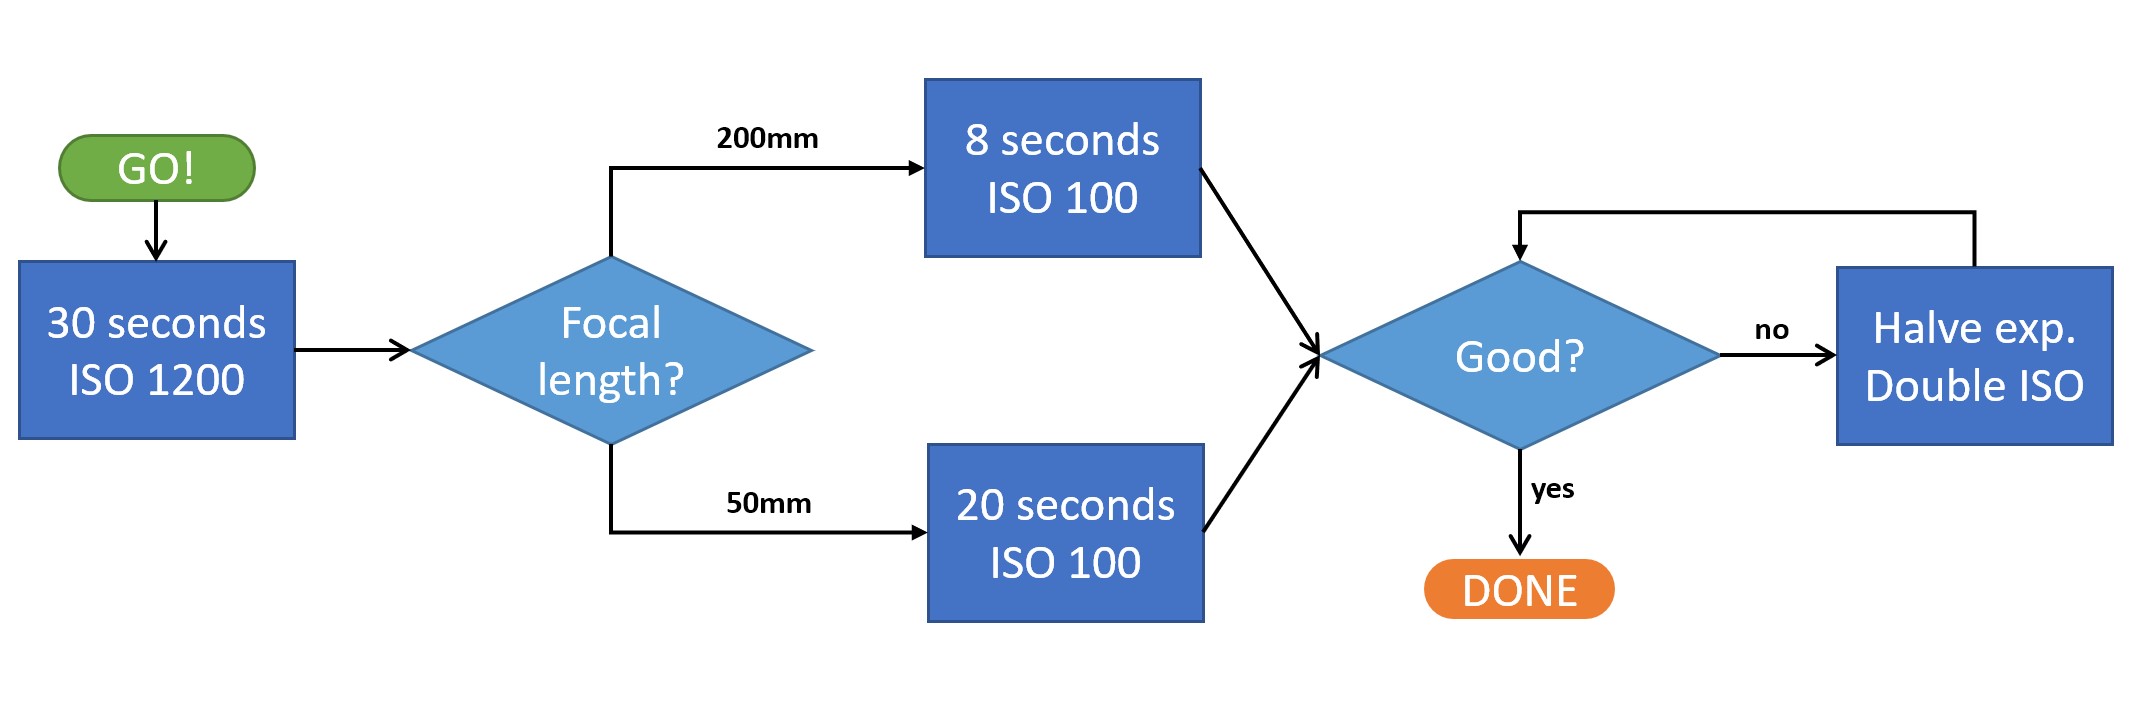 GO!
30 seconds
ISO 1200
Focal
length?
200mm
8 seconds
ISO 100
50mm
20 seconds
ISO 100
Good?
no
Halve exp.
Double ISO
yes
DONE